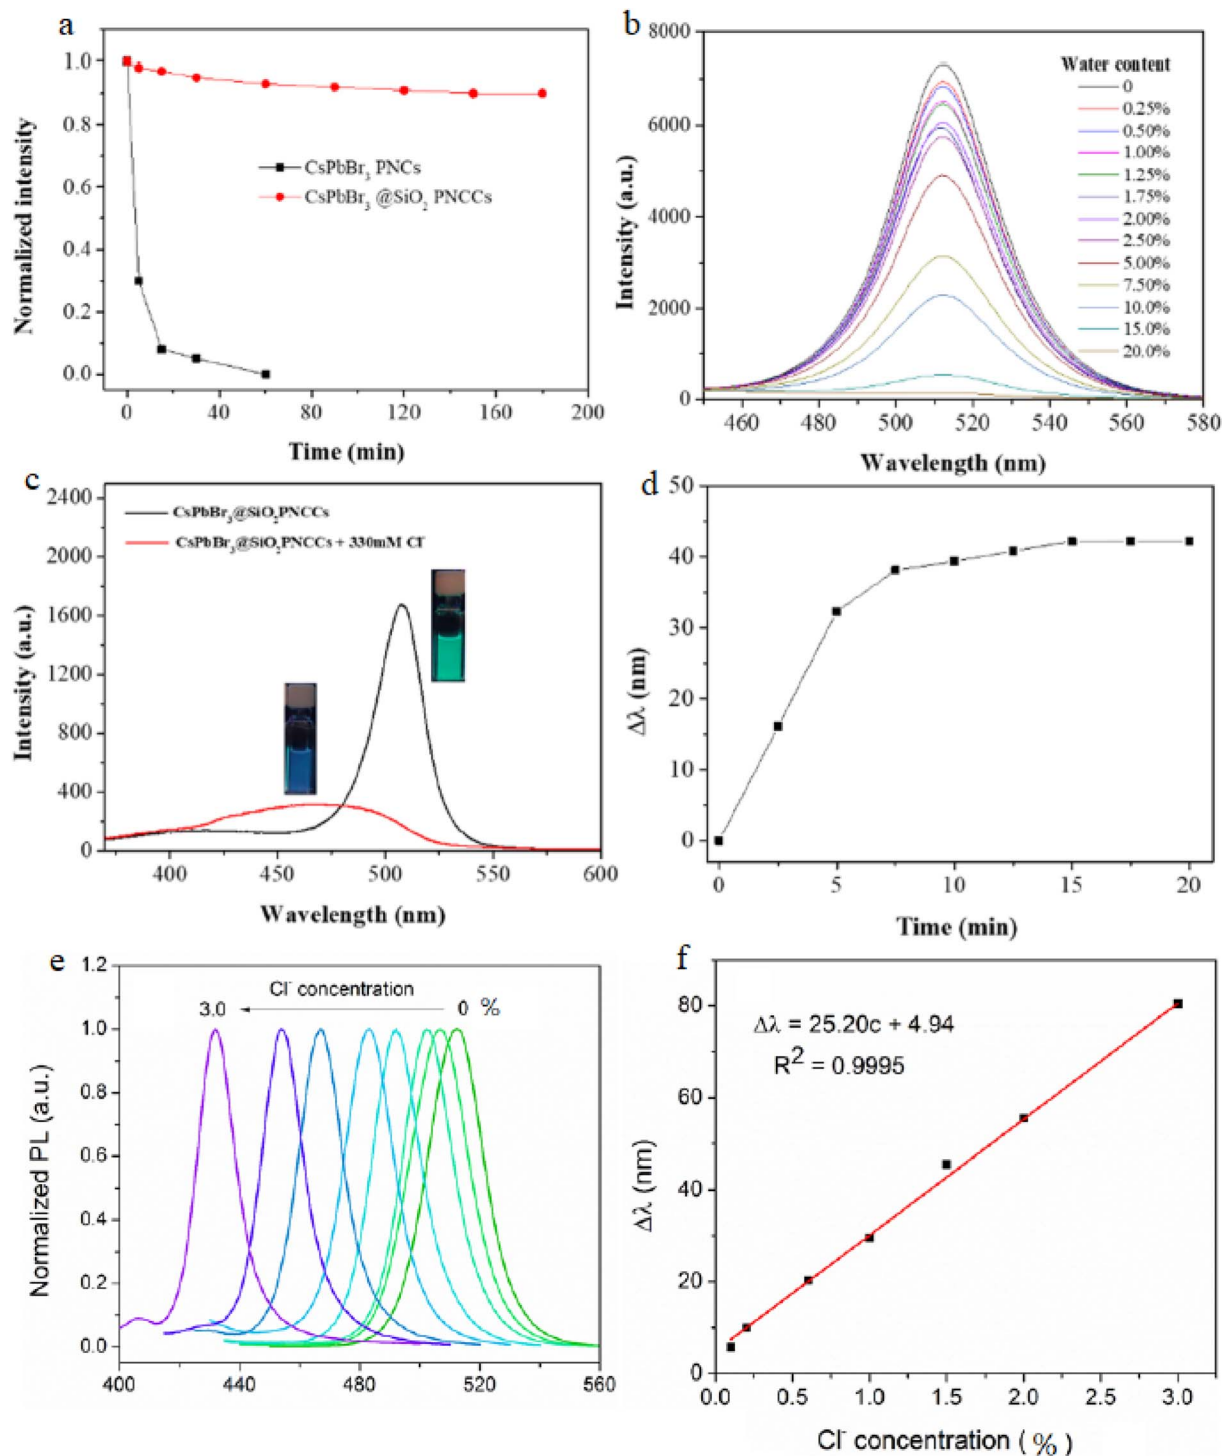 a
1.0
0.8
0.6
0.4
0.2
0.0
Normalized intensity
CsPbBr₃ PNCs
CsPbBr₃ @SiO₂ PNCCs
0 40 80 120 160 200
Time (min)
b
8000
6000
4000
2000
0
Intensity (a.u.)
Water content
0
0.25%
0.50%
1.00%
1.25%
1.75%
2.00%
2.50%
5.00%
7.50%
10.0%
15.0%
20.0%
460 480 500 520 540 560 580
Wavelength (nm)
c
2400
2000
1600
1200
800
400
0
Intensity (a.u.)
CsPbBr₃@SiO₂PNCCs
CsPbBr₃@SiO₂PNCCs + 330mM Cl⁻
400 450 500 550 600
Wavelength (nm)
d
50
40
30
20
10
0
Δλ (nm)
0 5 10 15 20
Time (min)
e
1.2
1.0
0.8
0.6
0.4
0.2
0.0
Normalized PL (a.u.)
Cl⁻ concentration
3.0 0 %
400 440 480 520 560
f
80
60
40
20
0
Δλ (nm)
Δλ = 25.20c + 4.94
R² = 0.9995
0.0 0.5 1.0 1.5 2.0 2.5 3.0
Cl⁻ concentration (%)